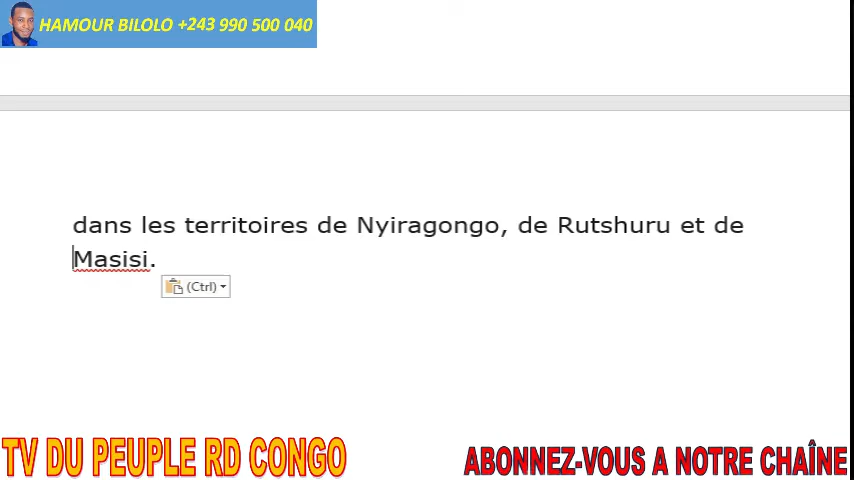 HAMOUR BILOLO +243 990 500 040
dans les territoires de Nyiragongo, de Rutshuru et de
Masisi.
(Ctrl)
TV DU PEUPLE RD CONGO
ABONNEZ-VOUS A NOTRE CHAÎNE